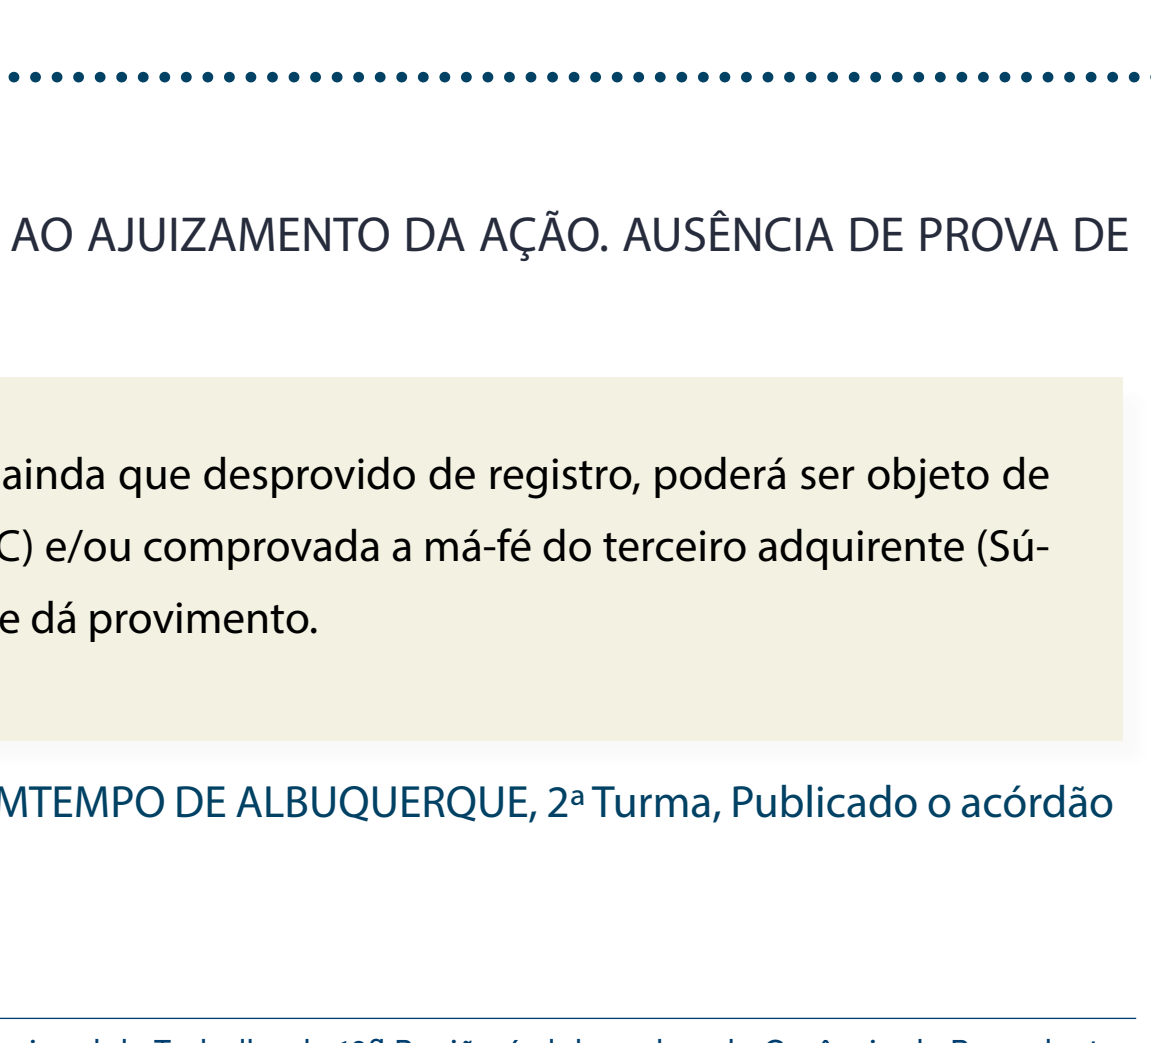 AO AJUIZAMENTO DA AÇÃO. AUSÊNCIA DE PROVA DE
ainda que desprovido de registro, poderá ser objeto de
C) e/ou comprovada a má-fé do terceiro adquirente (Sú-
e dá provimento.
MTEMPO DE ALBUQUERQUE, 2ª Turma, Publicado o acórdão